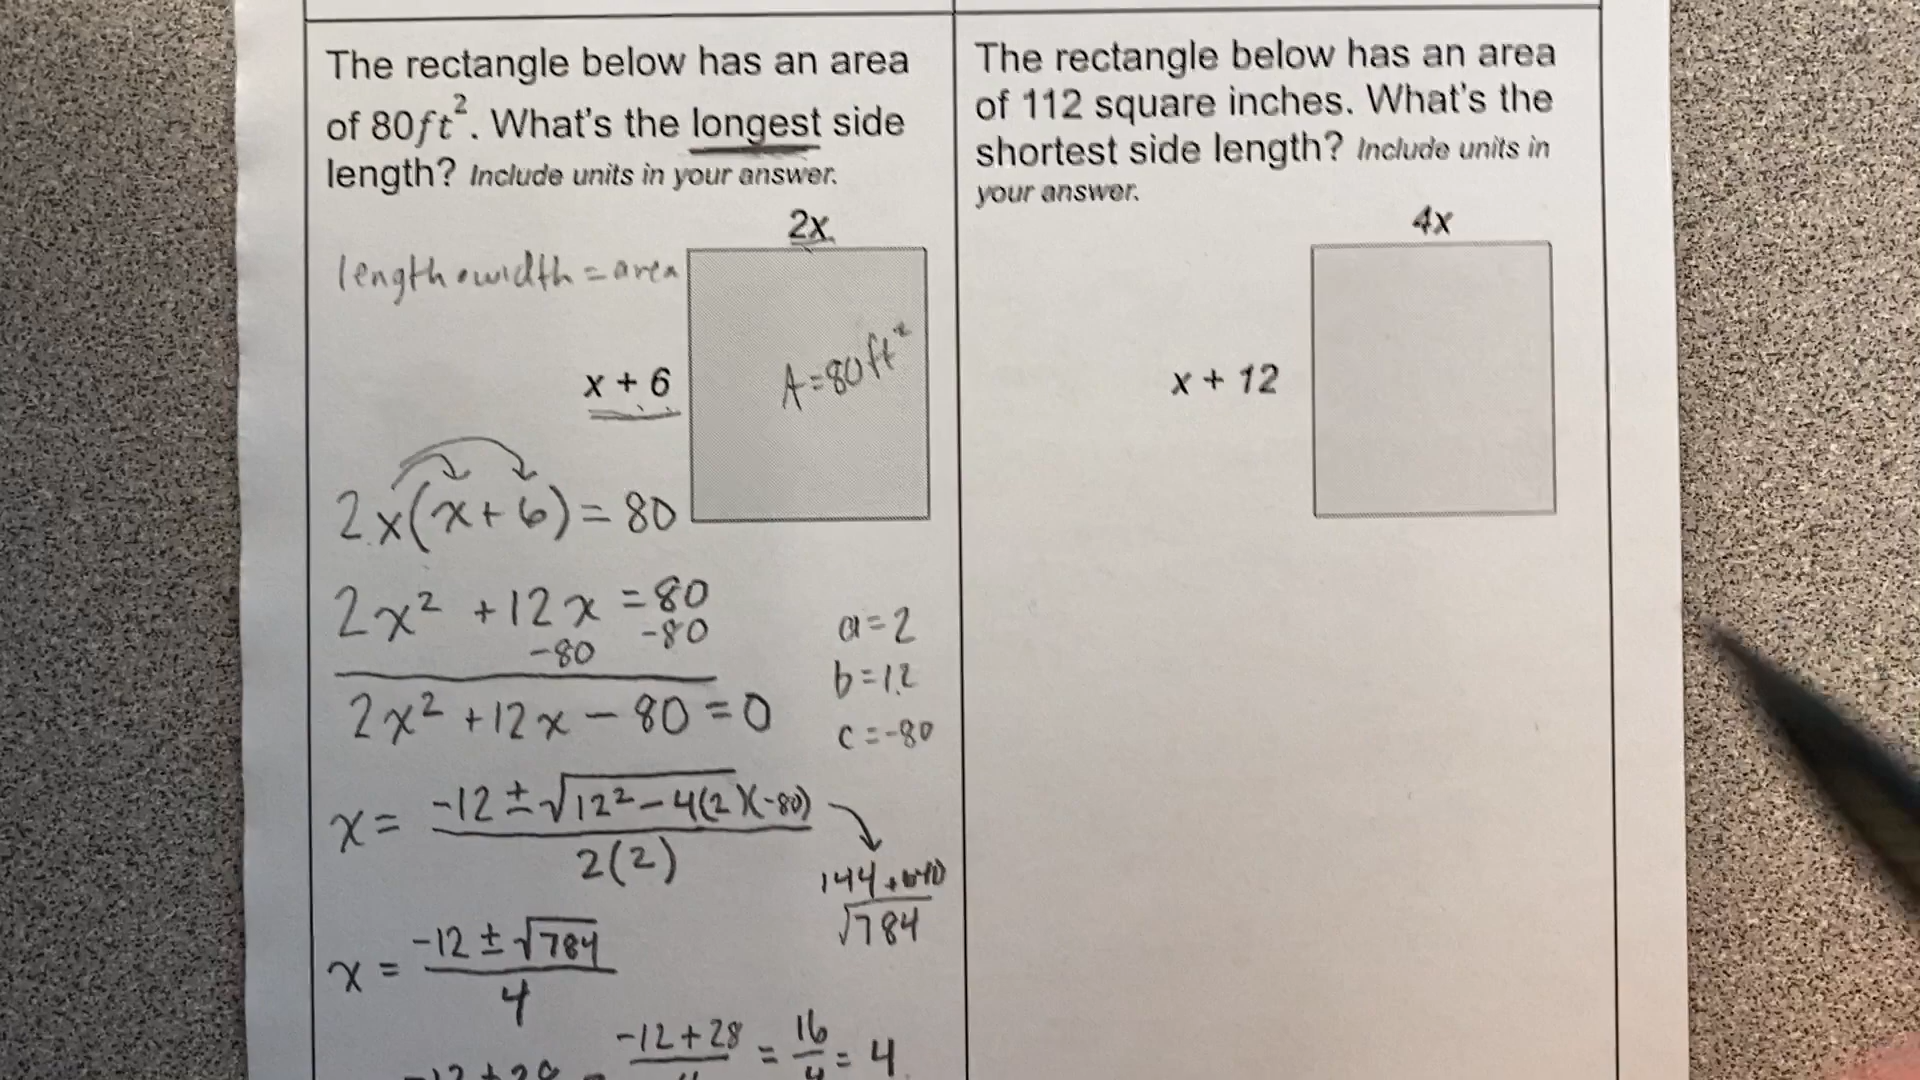 The rectangle below has an area
of 80ft². What's the longest side
length? Include units in your answer.
2x
length • width = area
A=80ft²
x + 6
2x(x+6)=80
2x² +12x =80
-80 -80
2x² +12x - 80 = 0
a=2
b=12
c=-80
x = -12 ± √12² - 4(2)(-80)
2(2)
144 + 640
√784
x = -12 ± √784
4
-12+28 = 16 = 4
4
The rectangle below has an area
of 112 square inches. What's the
shortest side length? Include units in
your answer.
4x
x + 12